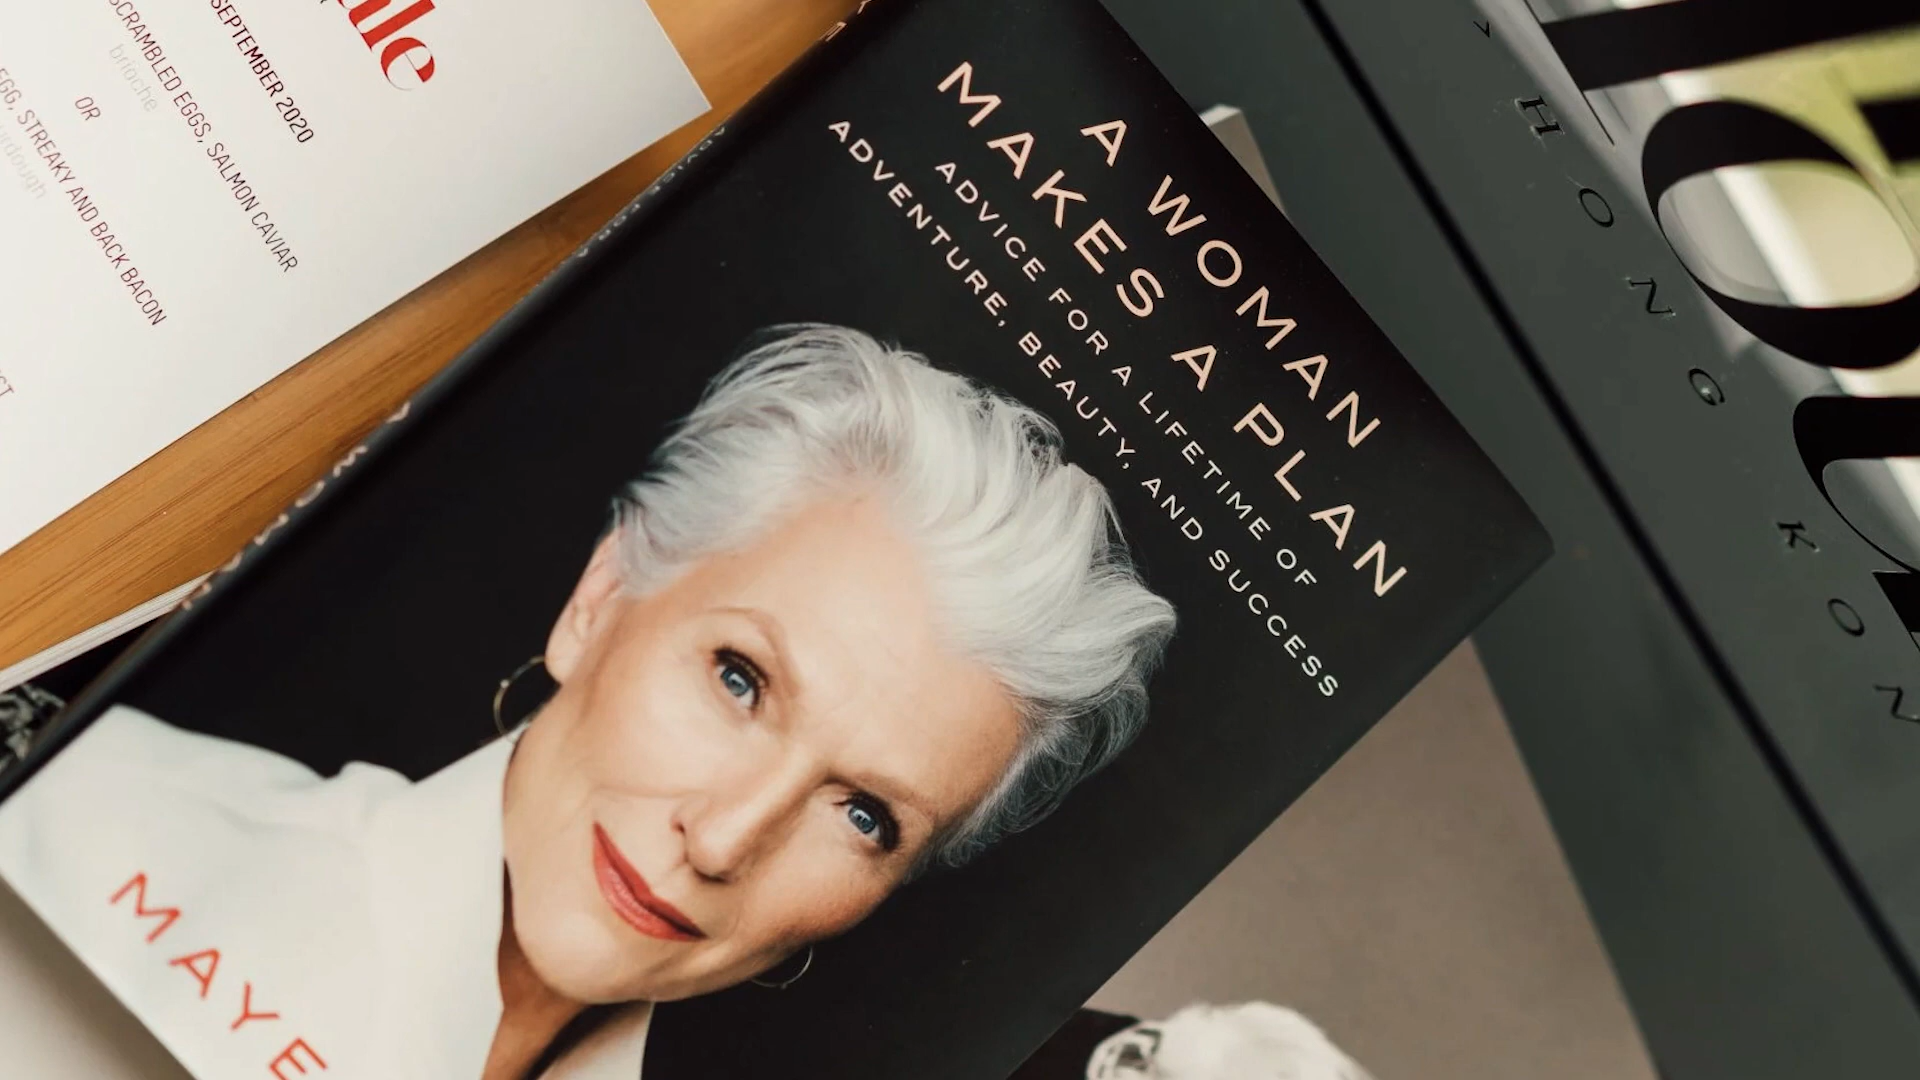 SEPTEMBER 2020
SCRAMBLED EGGS, SALMON CAVIAR
brioche
OR
EGG, STREAKY AND BACK BACON
A WOMAN
MAKES A PLAN
ADVICE FOR A LIFETIME OF
ADVENTURE, BEAUTY, AND SUCCESS
MAYE
HONG KON